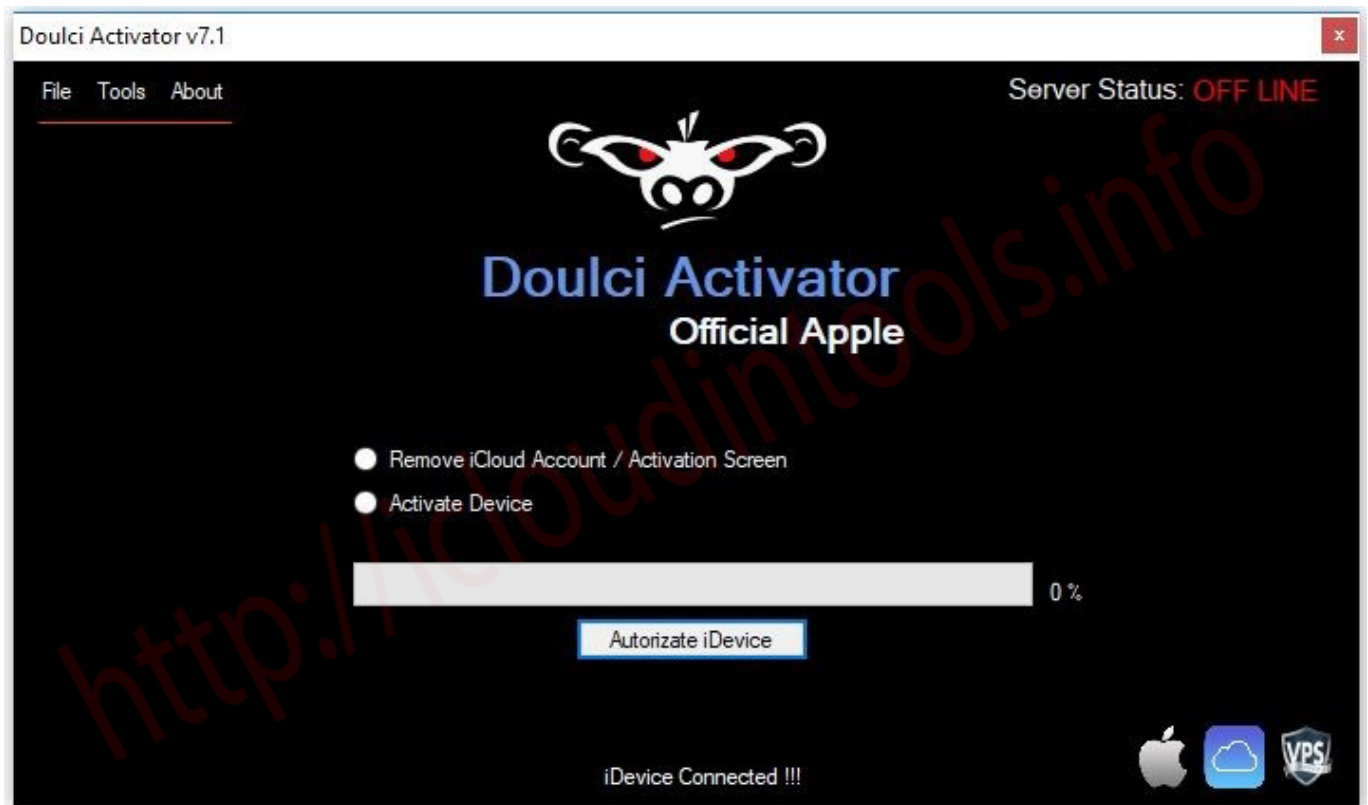 Doulci Activator v7.1
x
File Tools About
Server Status: OFF LINE
Doulci Activator
Official Apple
Remove iCloud Account / Activation Screen
Activate Device
0 %
Autorizate iDevice
iDevice Connected !!!
VPS
http://icloudintools.info